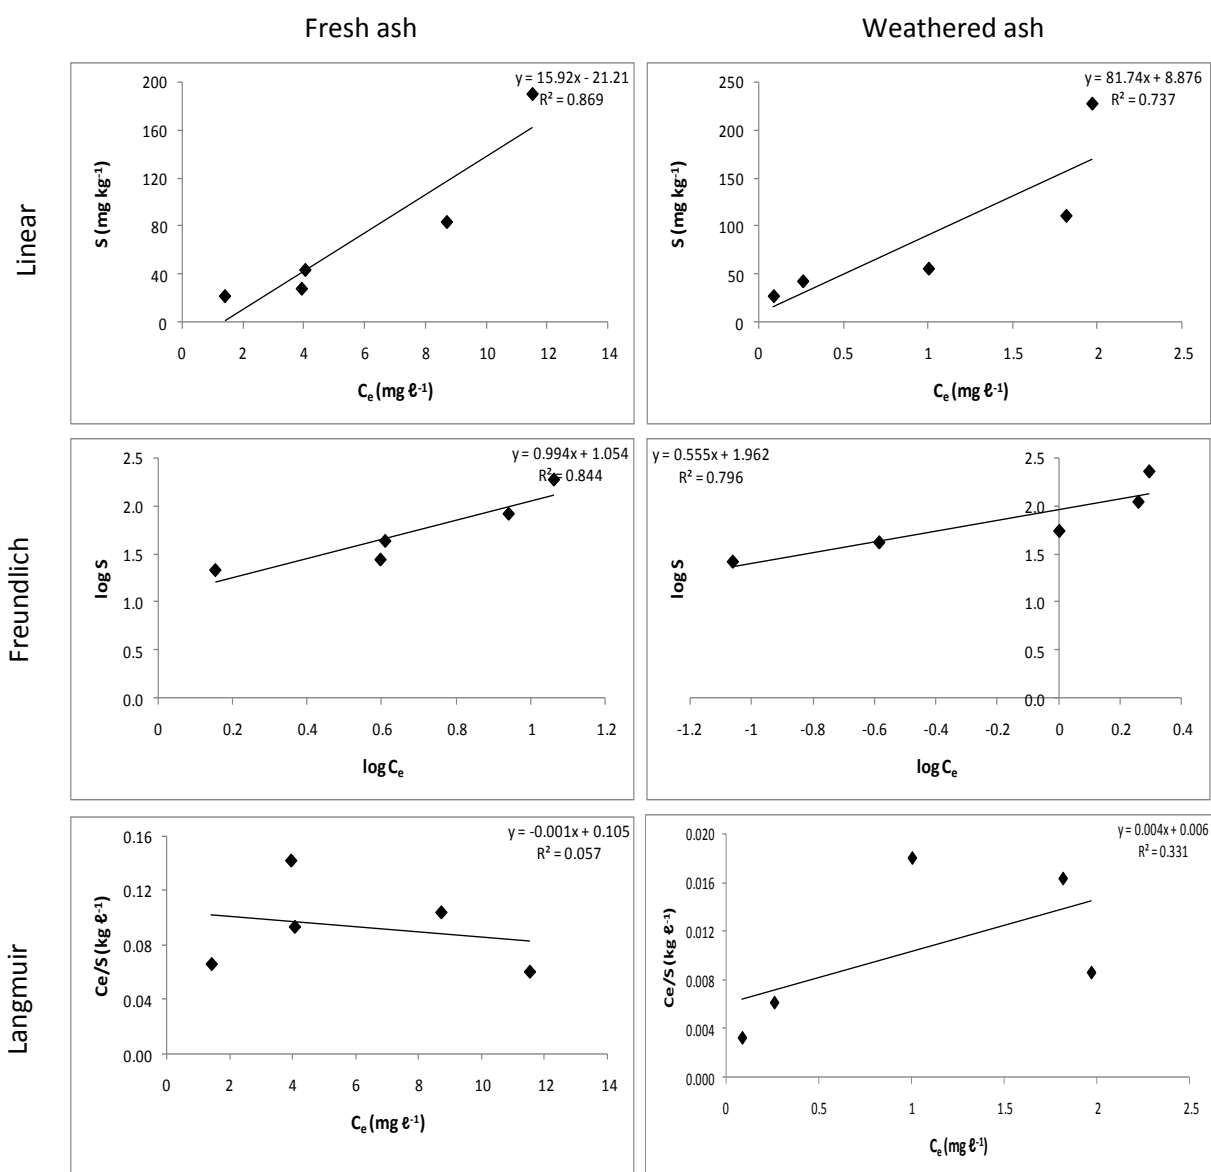 Fresh ash
Weathered ash
Linear
y = 15.92x - 21.21
R² = 0.869
200
160
120
80
40
0
S (mg kg⁻¹)
0 2 4 6 8 10 12 14
Cₑ (mg ℓ⁻¹)
y = 81.74x + 8.876
R² = 0.737
250
200
150
100
50
0
S (mg kg⁻¹)
0 0.5 1 1.5 2 2.5
Cₑ (mg ℓ⁻¹)
Freundlich
y = 0.994x + 1.054
R² = 0.844
2.5
2.0
1.5
1.0
0.5
0.0
log S
0 0.2 0.4 0.6 0.8 1 1.2
log Cₑ
y = 0.555x + 1.962
R² = 0.796
2.5
2.0
1.5
1.0
0.5
0.0
log S
-1.2 -1 -0.8 -0.6 -0.4 -0.2 0 0.2 0.4
log Cₑ
Langmuir
y = -0.001x + 0.105
R² = 0.057
0.16
0.12
0.08
0.04
0.00
Ce/S (kg ℓ⁻¹)
0 2 4 6 8 10 12 14
Cₑ (mg ℓ⁻¹)
y = 0.004x + 0.006
R² = 0.331
0.020
0.016
0.012
0.008
0.004
0.000
Ce/S (kg ℓ⁻¹)
0 0.5 1 1.5 2 2.5
Cₑ (mg ℓ⁻¹)